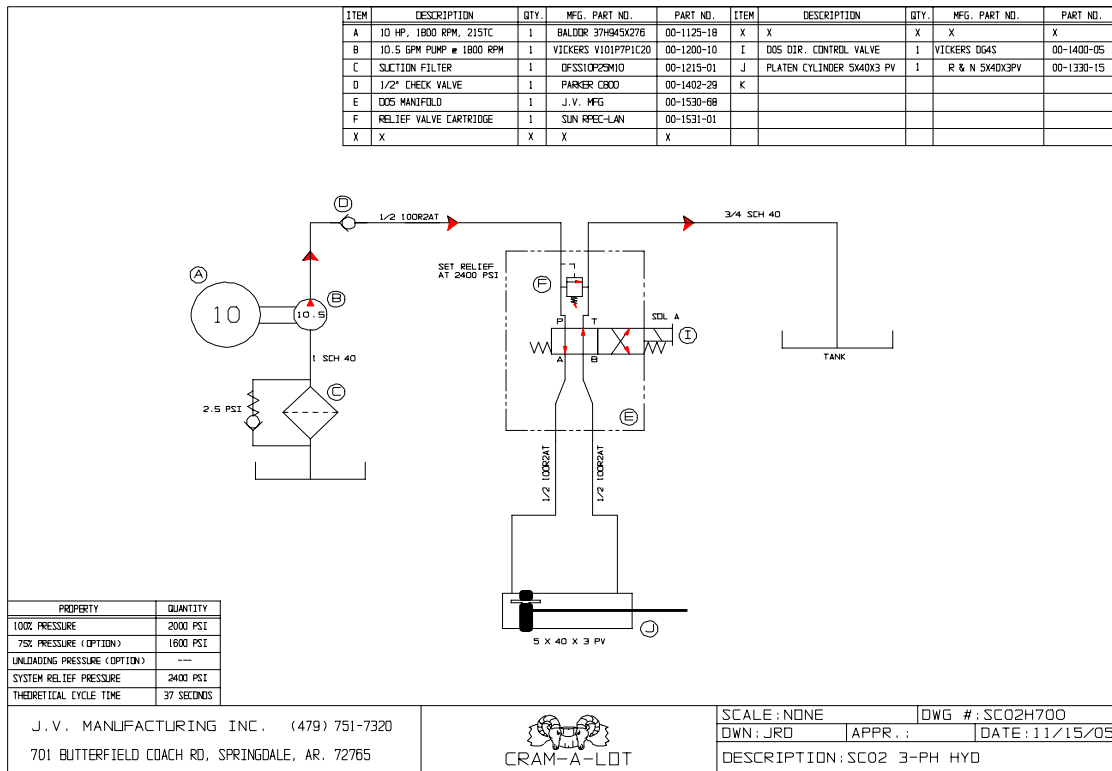 ITEM DESCRIPTION QTY. MFG. PART NO. PART NO. ITEM DESCRIPTION QTY. MFG. PART NO. PART NO.
A 10 HP, 1800 RPM, 215TC 1 BALDOR 37H945X276 00-1125-18 X X X X X
B 10.5 GPM PUMP @ 1800 RPM 1 VICKERS V101P7P1C20 00-1200-10 I D05 DIR. CONTROL VALVE 1 VICKERS DG4S 00-1400-05
C SUCTION FILTER 1 OFSS10P25M10 00-1215-01 J PLATEN CYLINDER 5X40X3 PV 1 R & N 5X40X3PV 00-1330-15
D 1/2" CHECK VALVE 1 PARKER C800 00-1402-29 K
E D05 MANIFOLD 1 J.V. MFG 00-1530-68
F RELIEF VALVE CARTRIDGE 1 SUN RPEC-LAN 00-1531-01
X X X X X
D
1/2 100R2AT
3/4 SCH 40
A
SET RELIEF
AT 2400 PSI
F
B
10
10.5
P T
SOL A
I
A B
TANK
1 SCH 40
C
2.5 PSI
E
1/2 100R2AT
1/2 100R2AT
J
5 X 40 X 3 PV
PROPERTY QUANTITY
100% PRESSURE 2000 PSI
75% PRESSURE (OPTION) 1600 PSI
UNLOADING PRESSURE (OPTION) ---
SYSTEM RELIEF PRESSURE 2400 PSI
THEORETICAL CYCLE TIME 37 SECONDS
J.V. MANUFACTURING INC. (479) 751-7320
701 BUTTERFIELD COACH RD, SPRINGDALE, AR. 72765
CRAM-A-LOT
SCALE:NONE DWG #:SC02H700
DWN:JRD APPR.: DATE:11/15/05
DESCRIPTION:SC02 3-PH HYD